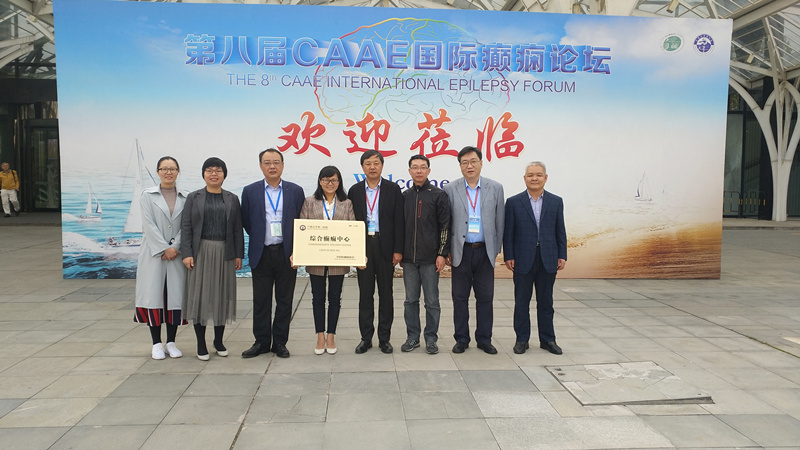 第八届CAAE国际癫痫论坛
THE 8th CAAE INTERNATIONAL EPILEPSY FORUM
欢迎莅临
Welcome
综合癫痫中心